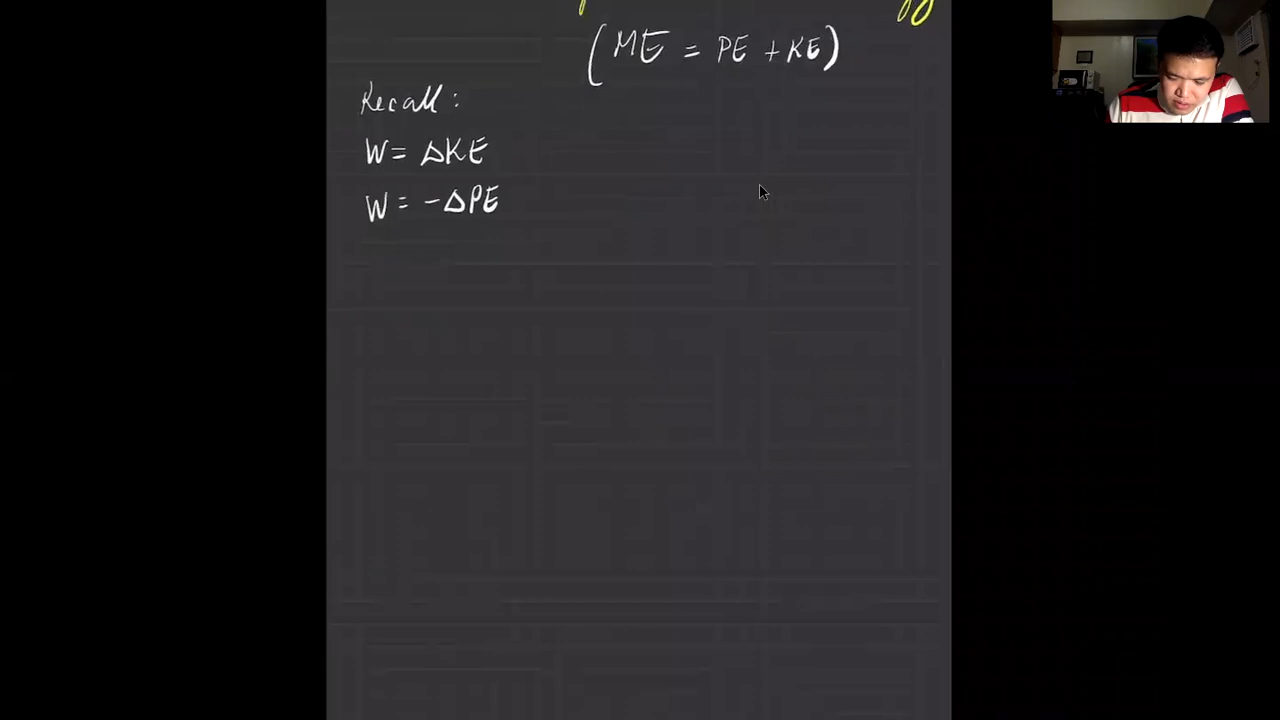 (ME = PE + KE)
Recall:
W = ΔKE
W = -ΔPE